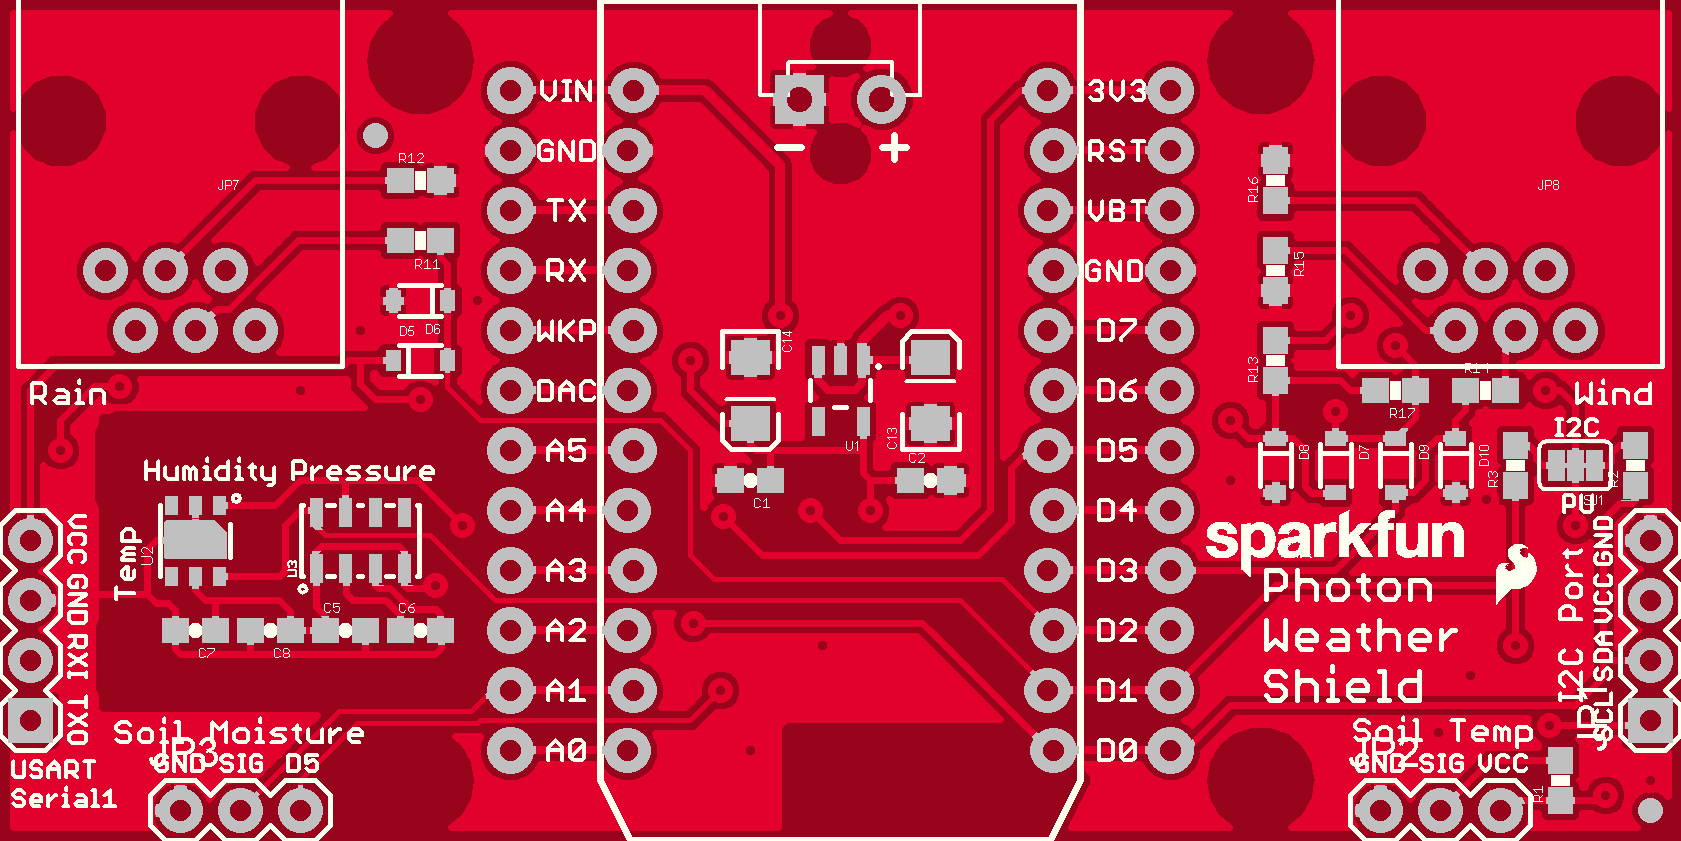 VIN
GND
TX
RX
WKP
DAC
A5
A4
A3
A2
A1
A0
3V3
RST
VBT
GND
D7
D6
D5
D4
D3
D2
D1
D0
− +
JP7
R12
R11
D5 D6
Rain
Humidity Pressure
Temp
U2
U3
C5 C6
C7 C8
VCC GND RXI TXO
Soil Moisture
JP3
GND SIG D5
USART
Serial1
C14
U1
C13
C2
C1
JP8
R16
R15
R13
R17
Wind
I2C
PU
SJ1
R2
R3
D8 D7 D9 D10
sparkfun
Photon
Weather
Shield
I2C Port
JP1
SCL SDA VCC GND
Soil Temp
JP2
GND SIG VCC
R1